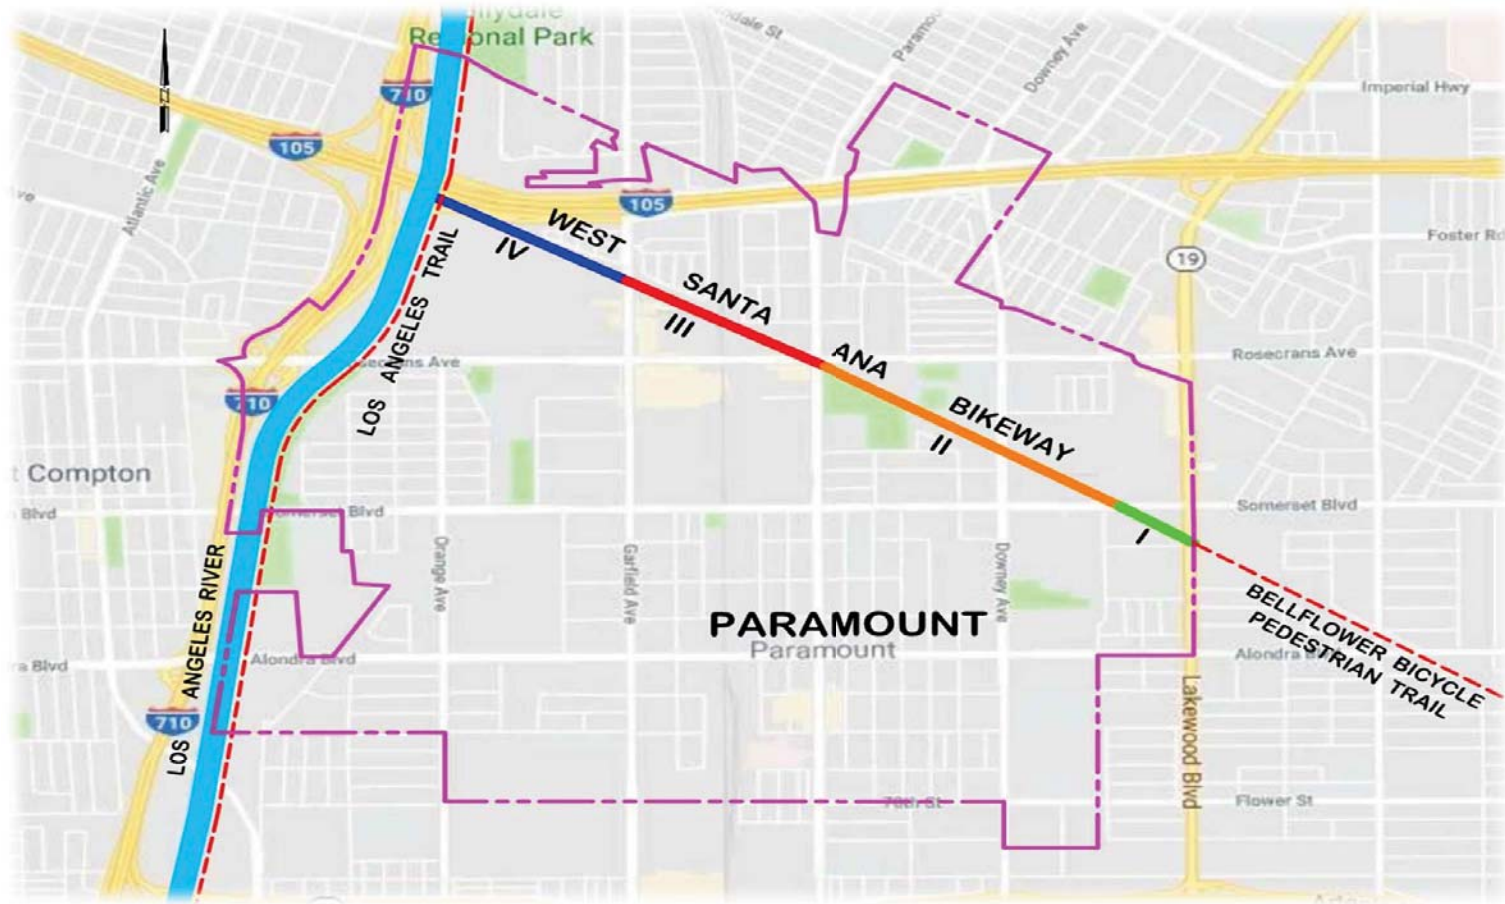 Regional Park
Imperial Hwy
Downey Ave
710
105
Atlantic Ave
105
WEST
IV
Foster Rd
19
LOS ANGELES TRAIL
SANTA
III
ANA
Rosecrans Ave
710
BIKEWAY
II
Compton
Somerset Blvd
Blvd
Somerset Blvd
I
Orange Ave
Garfield Ave
Downey Ave
LOS ANGELES RIVER
PARAMOUNT
Paramount
BELLFLOWER BICYCLE
PEDESTRIAN TRAIL
Blvd
Alondra Blvd
Alondra
Lakewood Blvd
710
70th St
Flower St